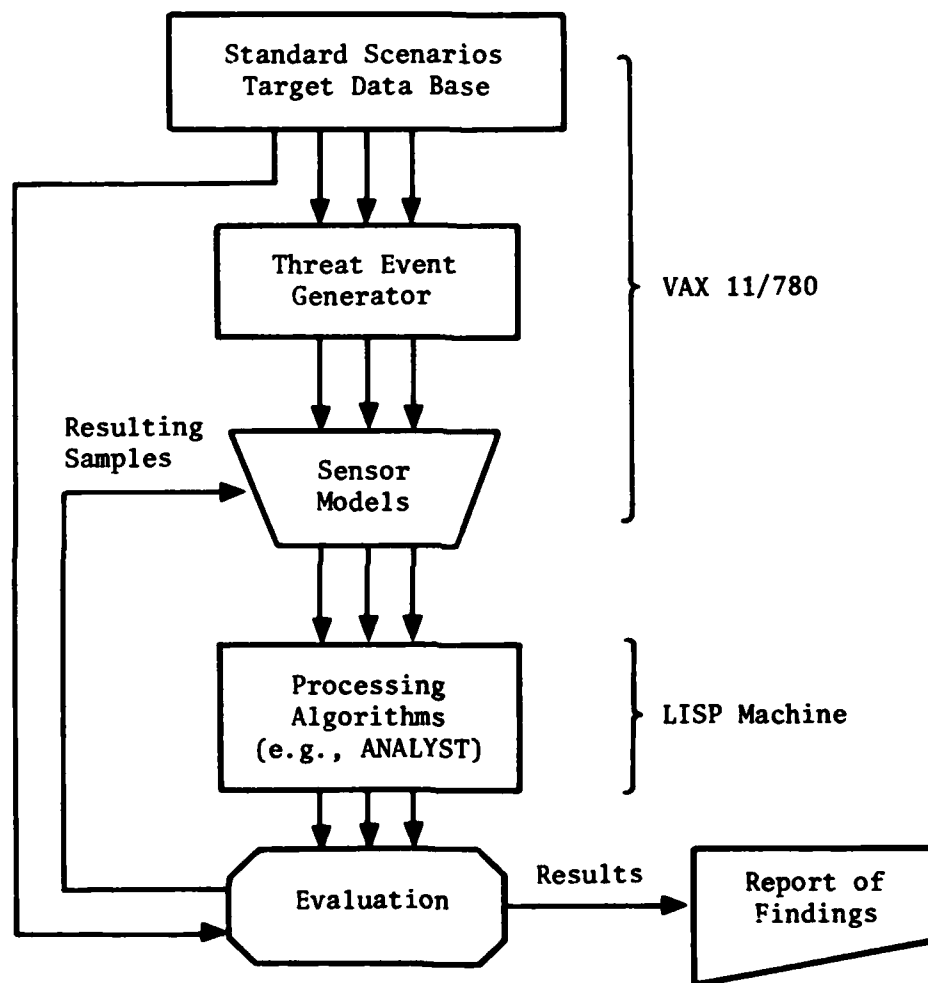 Standard Scenarios
Target Data Base
Threat Event
Generator
VAX 11/780
Resulting
Samples
Sensor
Models
Processing
Algorithms
(e.g., ANALYST)
LISP Machine
Evaluation
Results
Report of
Findings